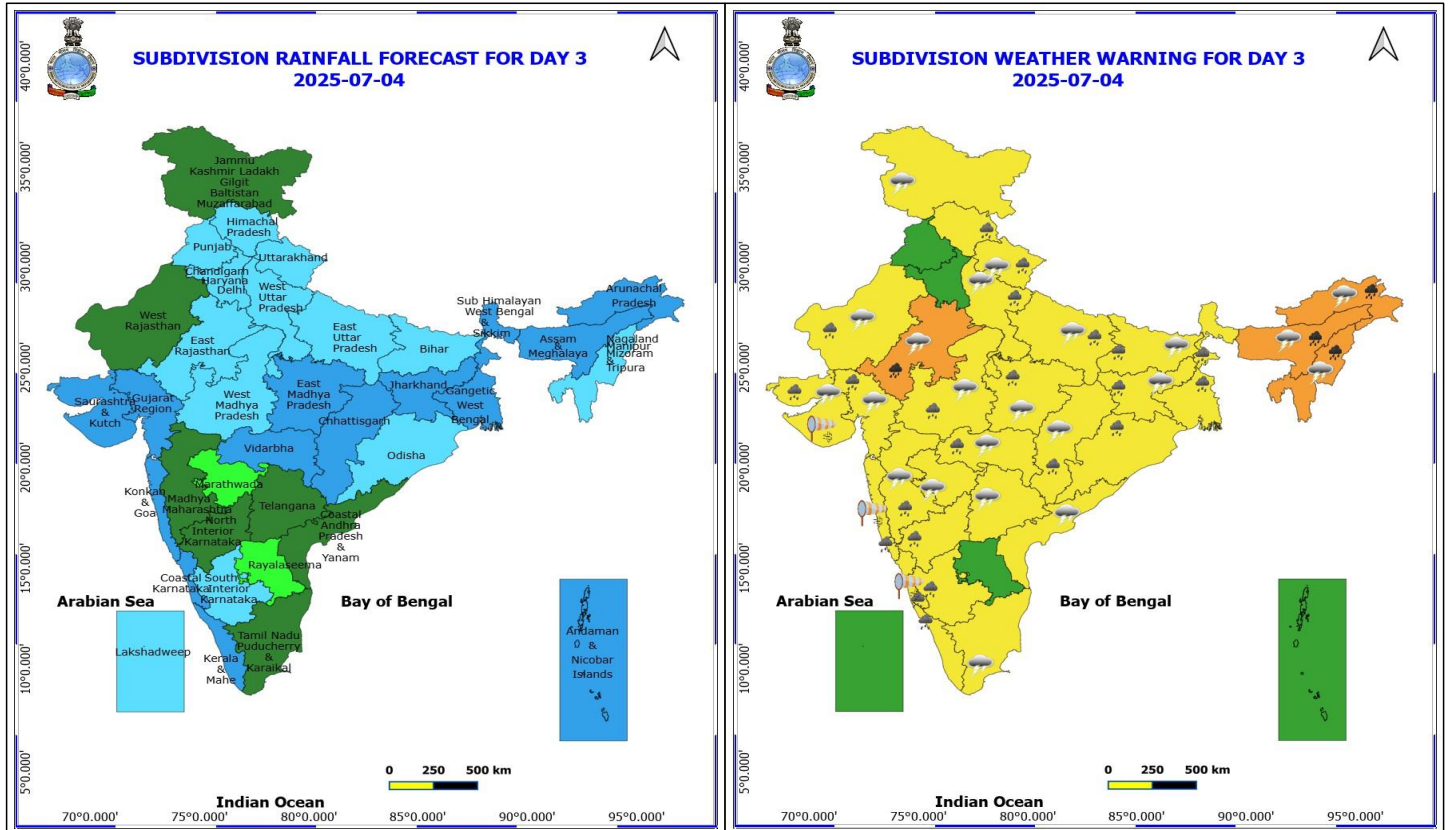 SUBDIVISION RAINFALL FORECAST FOR DAY 3
2025-07-04
40°0.000'
35°0.000'
30°0.000'
25°0.000'
20°0.000'
15°0.000'
10°0.000'
5°0.000'
Jammu
Kashmir Ladakh
Gilgit
Baltistan
Muzaffarabad
Himachal
Pradesh
Punjab
Uttarakhand
Chandigarh
Haryana
Delhi
West
Uttar
Pradesh
West
Rajasthan
East
Rajasthan
East
Uttar
Pradesh
Bihar
Sub Himalayan
West Bengal
&
Sikkim
Arunachal
Pradesh
Assam
&
Meghalaya
Nagaland
Manipur
Mizoram
&
Tripura
Saurashtra
&
Kutch
Gujarat
Region
West
Madhya
Pradesh
East
Madhya
Pradesh
Jharkhand
Gangetic
West
Bengal
Chhattisgarh
Vidarbha
Odisha
Konkan
&
Goa
Madhya
Maharashtra
Marathwada
Telangana
North
Interior
Karnataka
Coastal
Andhra
Pradesh
&
Yanam
Rayalaseema
Coastal
Karnataka
South
Interior
Karnataka
Tamil Nadu
Puducherry
&
Karaikal
Kerala
&
Mahe
Arabian Sea
Lakshadweep
Bay of Bengal
Andaman
&
Nicobar
Islands
0 250 500 km
Indian Ocean
70°0.000' 75°0.000' 80°0.000' 85°0.000' 90°0.000' 95°0.000'
SUBDIVISION WEATHER WARNING FOR DAY 3
2025-07-04
40°0.000'
35°0.000'
30°0.000'
25°0.000'
20°0.000'
15°0.000'
10°0.000'
5°0.000'
Arabian Sea
Bay of Bengal
0 250 500 km
Indian Ocean
70°0.000' 75°0.000' 80°0.000' 85°0.000' 90°0.000' 95°0.000'